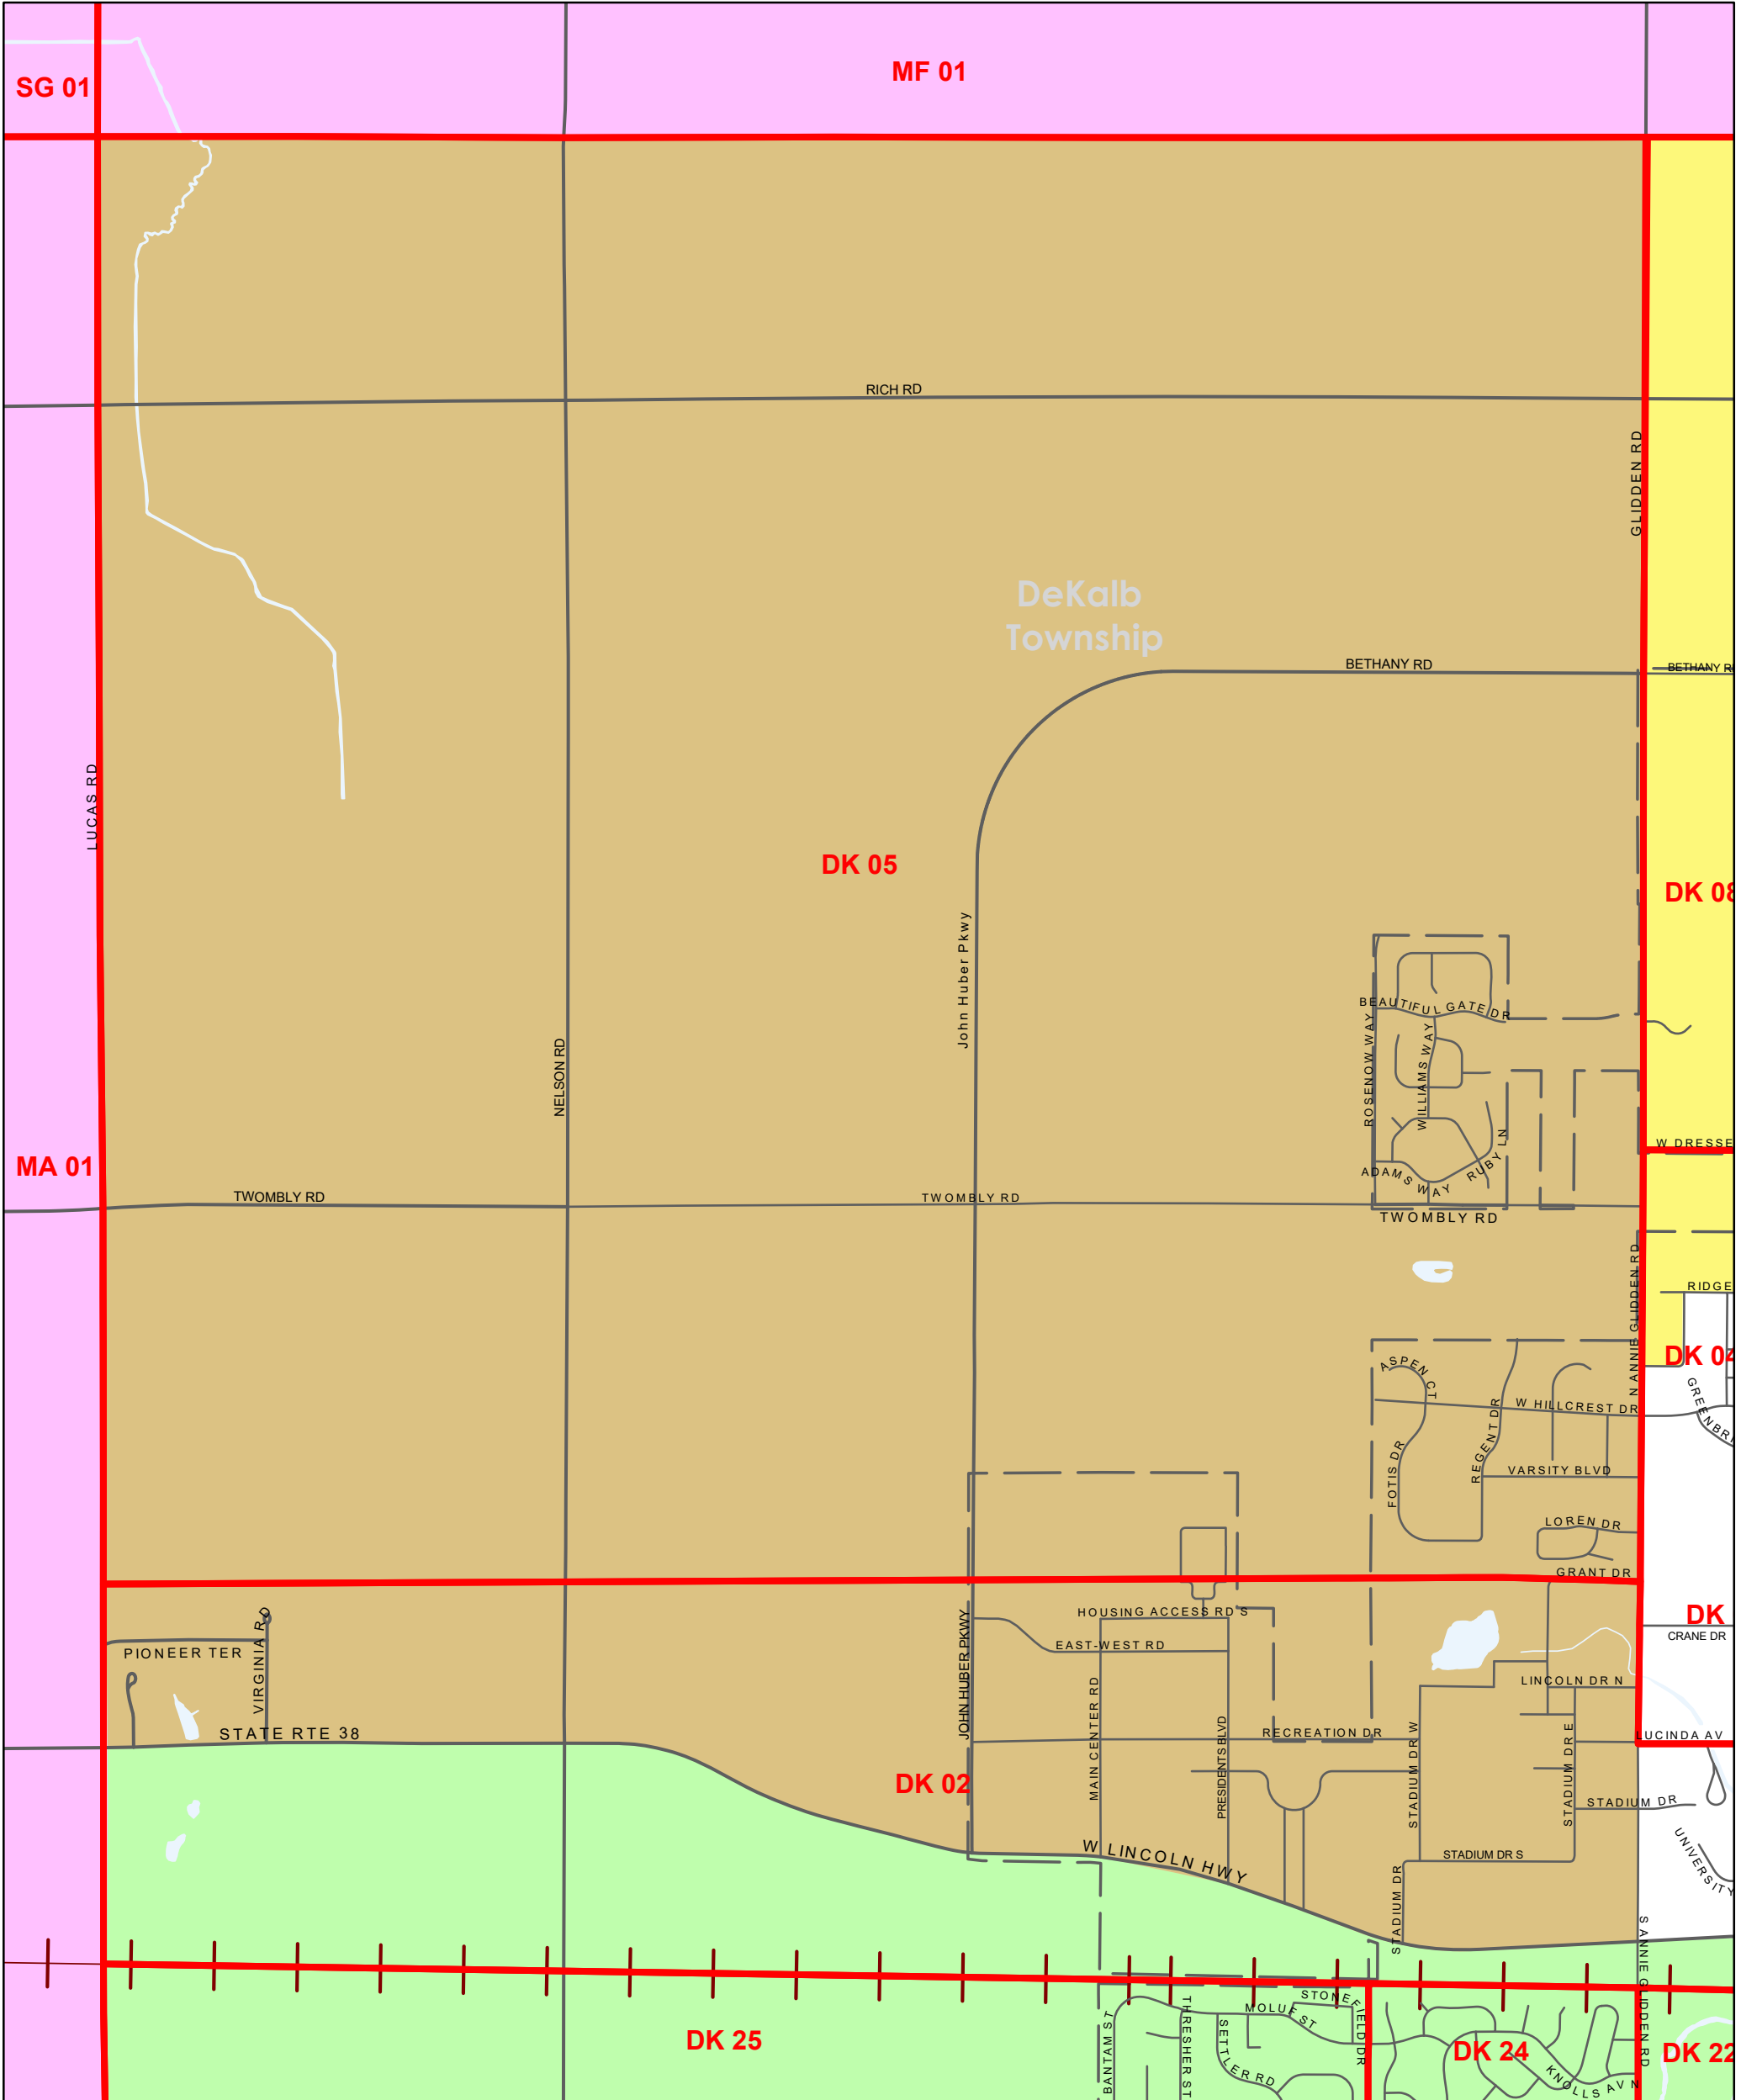 MF 01
SG 01
RICH RD
GLIDDEN RD
DeKalb
Township
BETHANY RD
BETHANY R
LUCAS RD
DK 05
DK 08
John Huber Pkwy
BEAUTIFUL GATE DR
ROSENOW WAY
WILLIAMS WAY
NELSON RD
W DRESSE
RUBY LN
ADAMS WAY
MA 01
TWOMBLY RD
TWOMBLY RD
TWOMBLY RD
N ANNIE GLIDDEN RD
RIDGE
DK 04
ASPEN CT
GREENBRI
W HILLCREST DR
REGENT DR
FOTIS DR
VARSITY BLVD
LOREN DR
GRANT DR
HOUSING ACCESS RD S
DK
CRANE DR
EAST-WEST RD
PIONEER TER
VIRGINIA RD
JOHN HUBER PKWY
MAIN CENTER RD
LINCOLN DR N
STATE RTE 38
RECREATION DR
LUCINDA AV
PRESIDENTS BLVD
STADIUM DR W
STADIUM DR E
DK 02
STADIUM DR
W LINCOLN HWY
STADIUM DR S
UNIVERSITY
STADIUM DR
S ANNIE GLIDDEN RD
STONEFIELD DR
MOLUF ST
BANTAM ST
THRESHER ST
SETTLER RD
DK 25
DK 24
DK 22
KNOLLS AV N